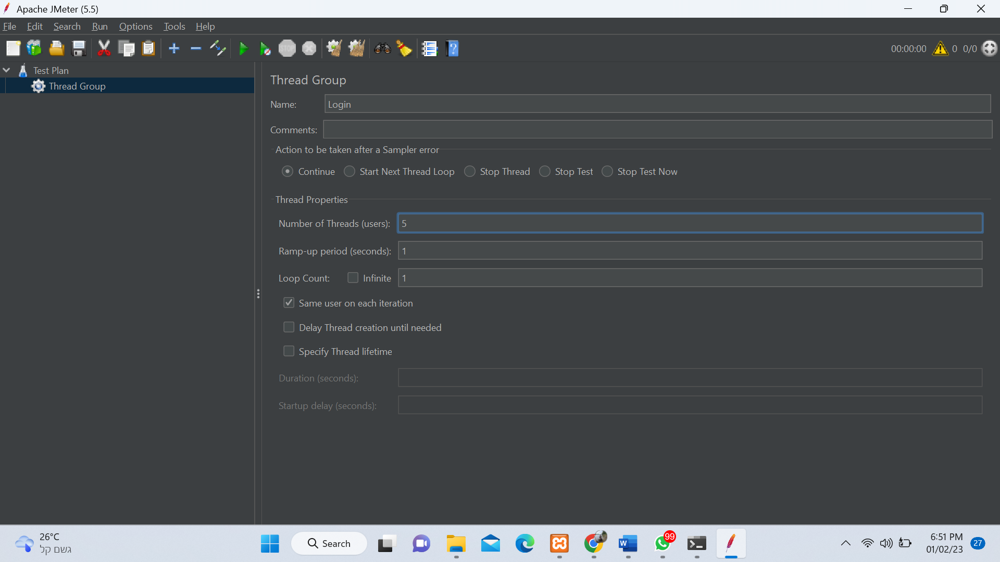 Apache JMeter (5.5)
File Edit Search Run Options Tools Help
STOP
00:00:00 0 0/0
Test Plan
Thread Group
Thread Group
Name: Login
Comments:
Action to be taken after a Sampler error
Continue Start Next Thread Loop Stop Thread Stop Test Stop Test Now
Thread Properties
Number of Threads (users): 5
Ramp-up period (seconds): 1
Loop Count: Infinite 1
Same user on each iteration
Delay Thread creation until needed
Specify Thread lifetime
Duration (seconds):
Startup delay (seconds):
26°C
גשם קל
Search
99
6:51 PM
01/02/23
27